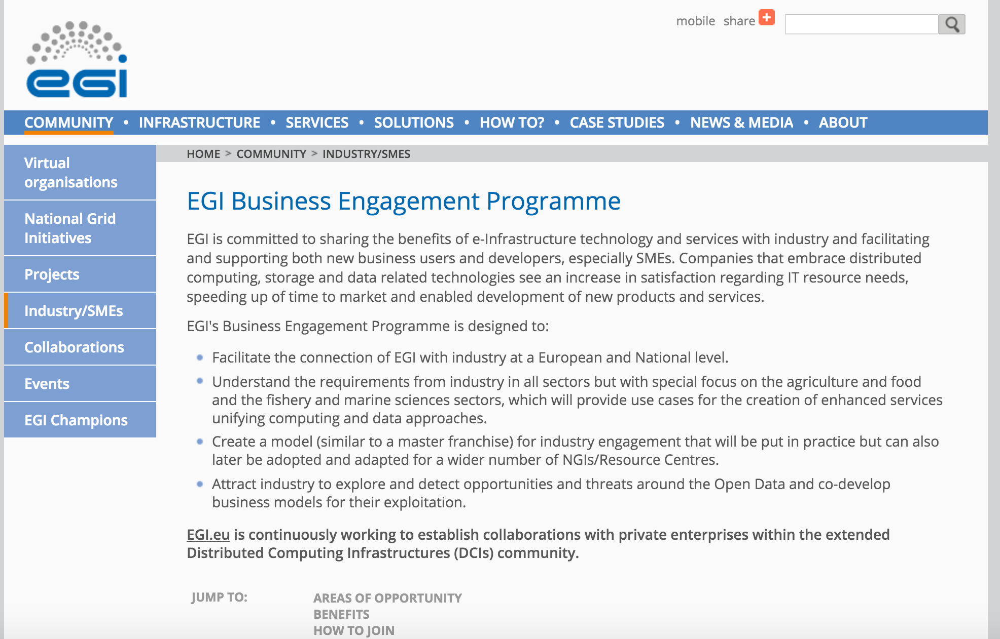 mobile share
egi
COMMUNITY • INFRASTRUCTURE • SERVICES • SOLUTIONS • HOW TO? • CASE STUDIES • NEWS & MEDIA • ABOUT
Virtual
organisations
National Grid
Initiatives
Projects
Industry/SMEs
Collaborations
Events
EGI Champions
HOME > COMMUNITY > INDUSTRY/SMES
EGI Business Engagement Programme
EGI is committed to sharing the benefits of e-Infrastructure technology and services with industry and facilitating
and supporting both new business users and developers, especially SMEs. Companies that embrace distributed
computing, storage and data related technologies see an increase in satisfaction regarding IT resource needs,
speeding up of time to market and enabled development of new products and services.
EGI's Business Engagement Programme is designed to:
• Facilitate the connection of EGI with industry at a European and National level.
• Understand the requirements from industry in all sectors but with special focus on the agriculture and food
and the fishery and marine sciences sectors, which will provide use cases for the creation of enhanced services
unifying computing and data approaches.
• Create a model (similar to a master franchise) for industry engagement that will be put in practice but can also
later be adopted and adapted for a wider number of NGIs/Resource Centres.
• Attract industry to explore and detect opportunities and threats around the Open Data and co-develop
business models for their exploitation.
EGI.eu is continuously working to establish collaborations with private enterprises within the extended
Distributed Computing Infrastructures (DCIs) community.
JUMP TO:
AREAS OF OPPORTUNITY
BENEFITS
HOW TO JOIN